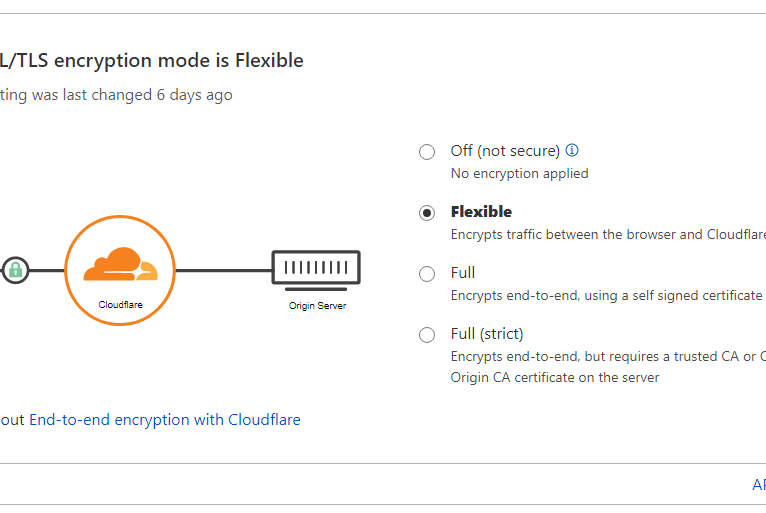 L/TLS encryption mode is Flexible
ting was last changed 6 days ago
Off (not secure)
No encryption applied
Flexible
Encrypts traffic between the browser and Cloudflare
Full
Encrypts end-to-end, using a self signed certificate
Full (strict)
Encrypts end-to-end, but requires a trusted CA or C
Origin CA certificate on the server
Cloudflare
Origin Server
out End-to-end encryption with Cloudflare
AP